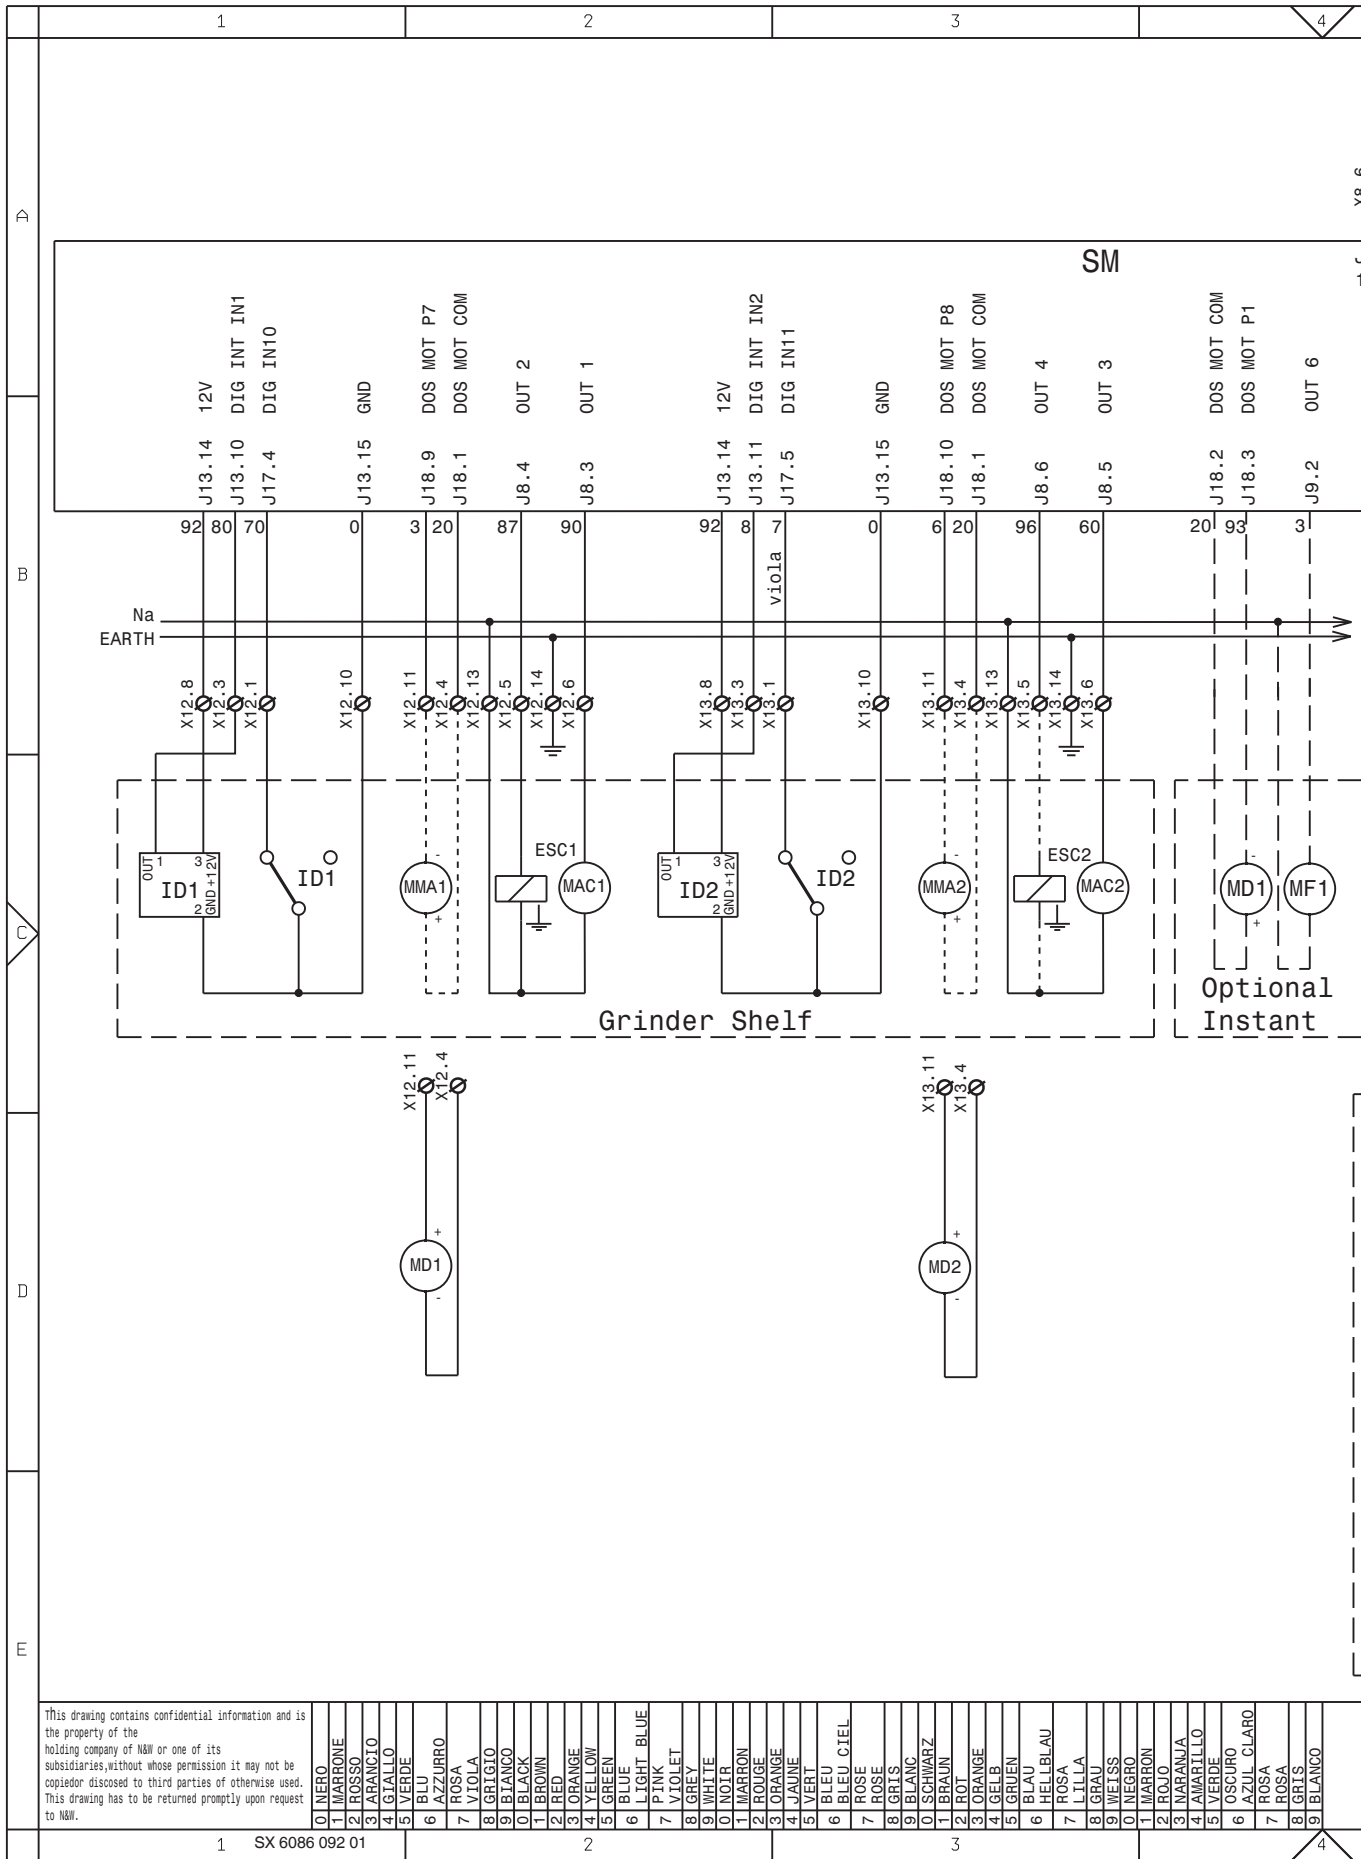 1 2 3 4
A
SM
12V
DIG INT IN1
DIG IN10
GND
DOS MOT P7
DOS MOT COM
OUT 2
OUT 1
12V
DIG INT IN2
DIG IN11
GND
DOS MOT P8
DOS MOT COM
OUT 4
OUT 3
DOS MOT COM
DOS MOT P1
OUT 6
J13.14
J13.10
J17.4
J13.15
J18.9
J18.1
J8.4
J8.3
J13.14
J13.11
J17.5
J13.15
J18.10
J18.1
J8.6
J8.5
J18.2
J18.3
J9.2
92 80 70 0 3 20 87 90 92 8 7 0 6 20 96 60 20 93 3
B
viola
Na
EARTH
X12.8
X12.3
X12.1
X12.10
X12.11
X12.4
X12.13
X12.5
X12.14
X12.6
X13.8
X13.3
X13.1
X13.10
X13.11
X13.4
X13.13
X13.5
X13.14
X13.6
C
OUT 1
3
+12V
ID1
2
GND
ID1
-
MMA1
+
ESC1
MAC1
OUT 1
3
+12V
ID2
2
GND
ID2
-
MMA2
+
ESC2
MAC2
-
MD1
+
MF1
Grinder Shelf
Optional
Instant
X12.11
X12.4
X13.11
X13.4
D
+
MD1
-
+
MD2
-
E
This drawing contains confidential information and is
the property of the
holding company of N&W or one of its
subsidiaries,without whose permission it may not be
copiedor discosed to third parties of otherwise used.
This drawing has to be returned promptly upon request
to N&W.
0 NERO
1 MARRONE
2 ROSSO
3 ARANCIO
4 GIALLO
5 VERDE
6 BLU
AZZURRO
7 ROSA
VIOLA
8 GRIGIO
9 BIANCO
0 BLACK
1 BROWN
2 RED
3 ORANGE
4 YELLOW
5 GREEN
6 BLUE
LIGHT BLUE
7 PINK
VIOLET
8 GREY
9 WHITE
0 NOIR
1 MARRON
2 ROUGE
3 ORANGE
4 JAUNE
5 VERT
6 BLEU
BLEU CIEL
7 ROSE
ROSE
8 GRIS
9 BLANC
0 SCHWARZ
1 BRAUN
2 ROT
3 ORANGE
4 GELB
5 GRUEN
6 BLAU
HELLBLAU
7 ROSA
LILLA
8 GRAU
9 WEISS
0 NEGRO
1 MARRON
2 ROJO
3 NARANJA
4 AMARILLO
5 VERDE
6 OSCURO
AZUL CLARO
7 ROSA
ROSA
8 GRIS
9 BLANCO
1 SX 6086 092 01 2 3 4